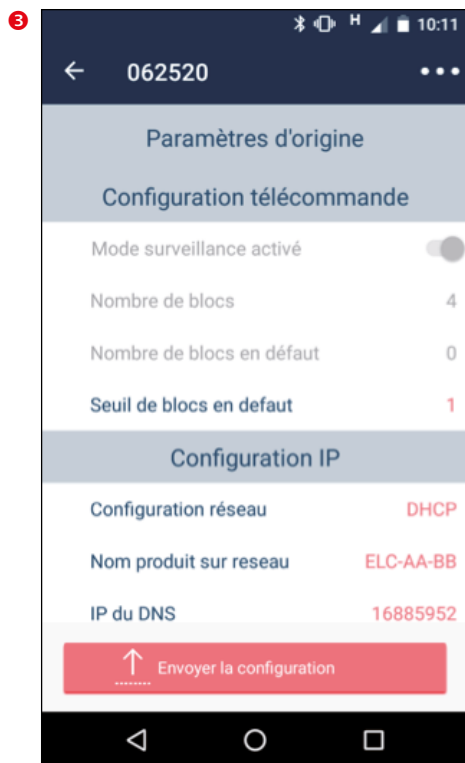 3
H 10:11
062520
Paramètres d'origine
Configuration télécommande
Mode surveillance activé
Nombre de blocs 4
Nombre de blocs en défaut 0
Seuil de blocs en defaut 1
Configuration IP
Configuration réseau DHCP
Nom produit sur reseau ELC-AA-BB
IP du DNS 16885952
Envoyer la configuration